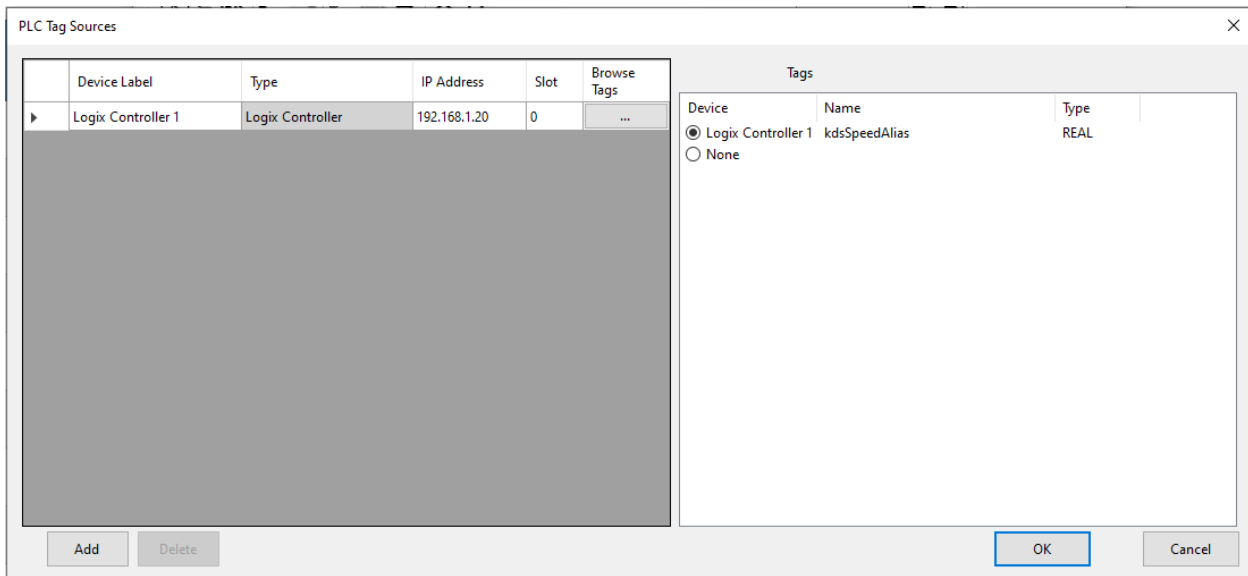 PLC Tag Sources
Device Label Type IP Address Slot Browse Tags
Logix Controller 1 Logix Controller 192.168.1.20 0 ...
Tags
Device Name Type
Logix Controller 1 kdsSpeedAlias REAL
None
Add Delete OK Cancel